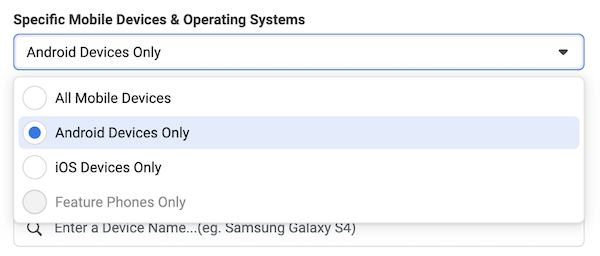 Specific Mobile Devices & Operating Systems
Android Devices Only
All Mobile Devices
Android Devices Only
iOS Devices Only
Feature Phones Only
Enter a Device Name...(eg. Samsung Galaxy S4)